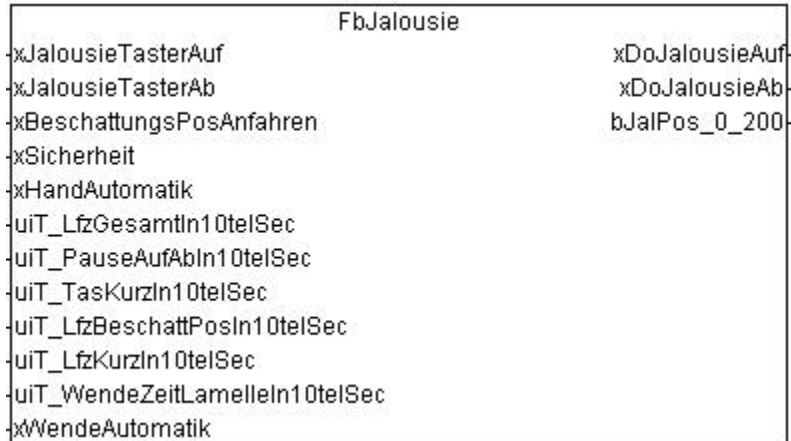 FbJalousie
xJalousieTasterAuf xDoJalousieAuf
xJalousieTasterAb xDoJalousieAb
xBeschattungsPosAnfahren bJalPos_0_200
xSicherheit
xHandAutomatik
uiT_LfzGesamtIn10telSec
uiT_PauseAufAbIn10telSec
uiT_TasKurzIn10telSec
uiT_LfzBeschattPosIn10telSec
uiT_LfzKurzIn10telSec
uiT_WendeZeitLamelleIn10telSec
xWendeAutomatik